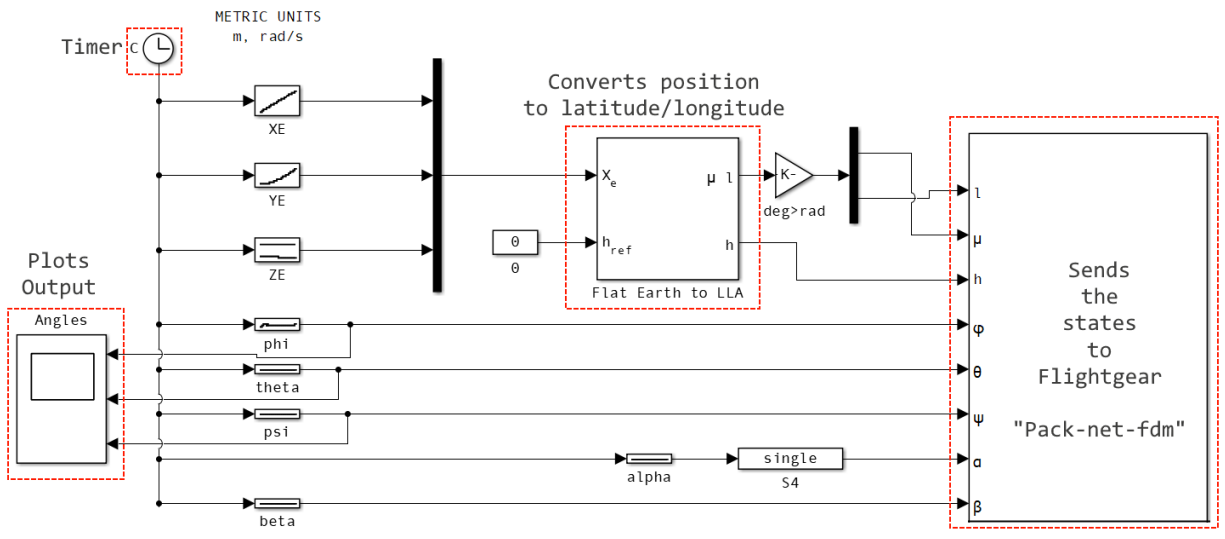 METRIC UNITS
m, rad/s
Timer
C
XE
YE
ZE
Converts position
to latitude/longitude
Xe
μ l
href
h
0
0
Flat Earth to LLA
K-
deg>rad
Plots
Output
Angles
phi
theta
psi
alpha
single
S4
beta
l
μ
h
φ
θ
ψ
α
β
Sends
the
states
to
Flightgear
"Pack-net-fdm"